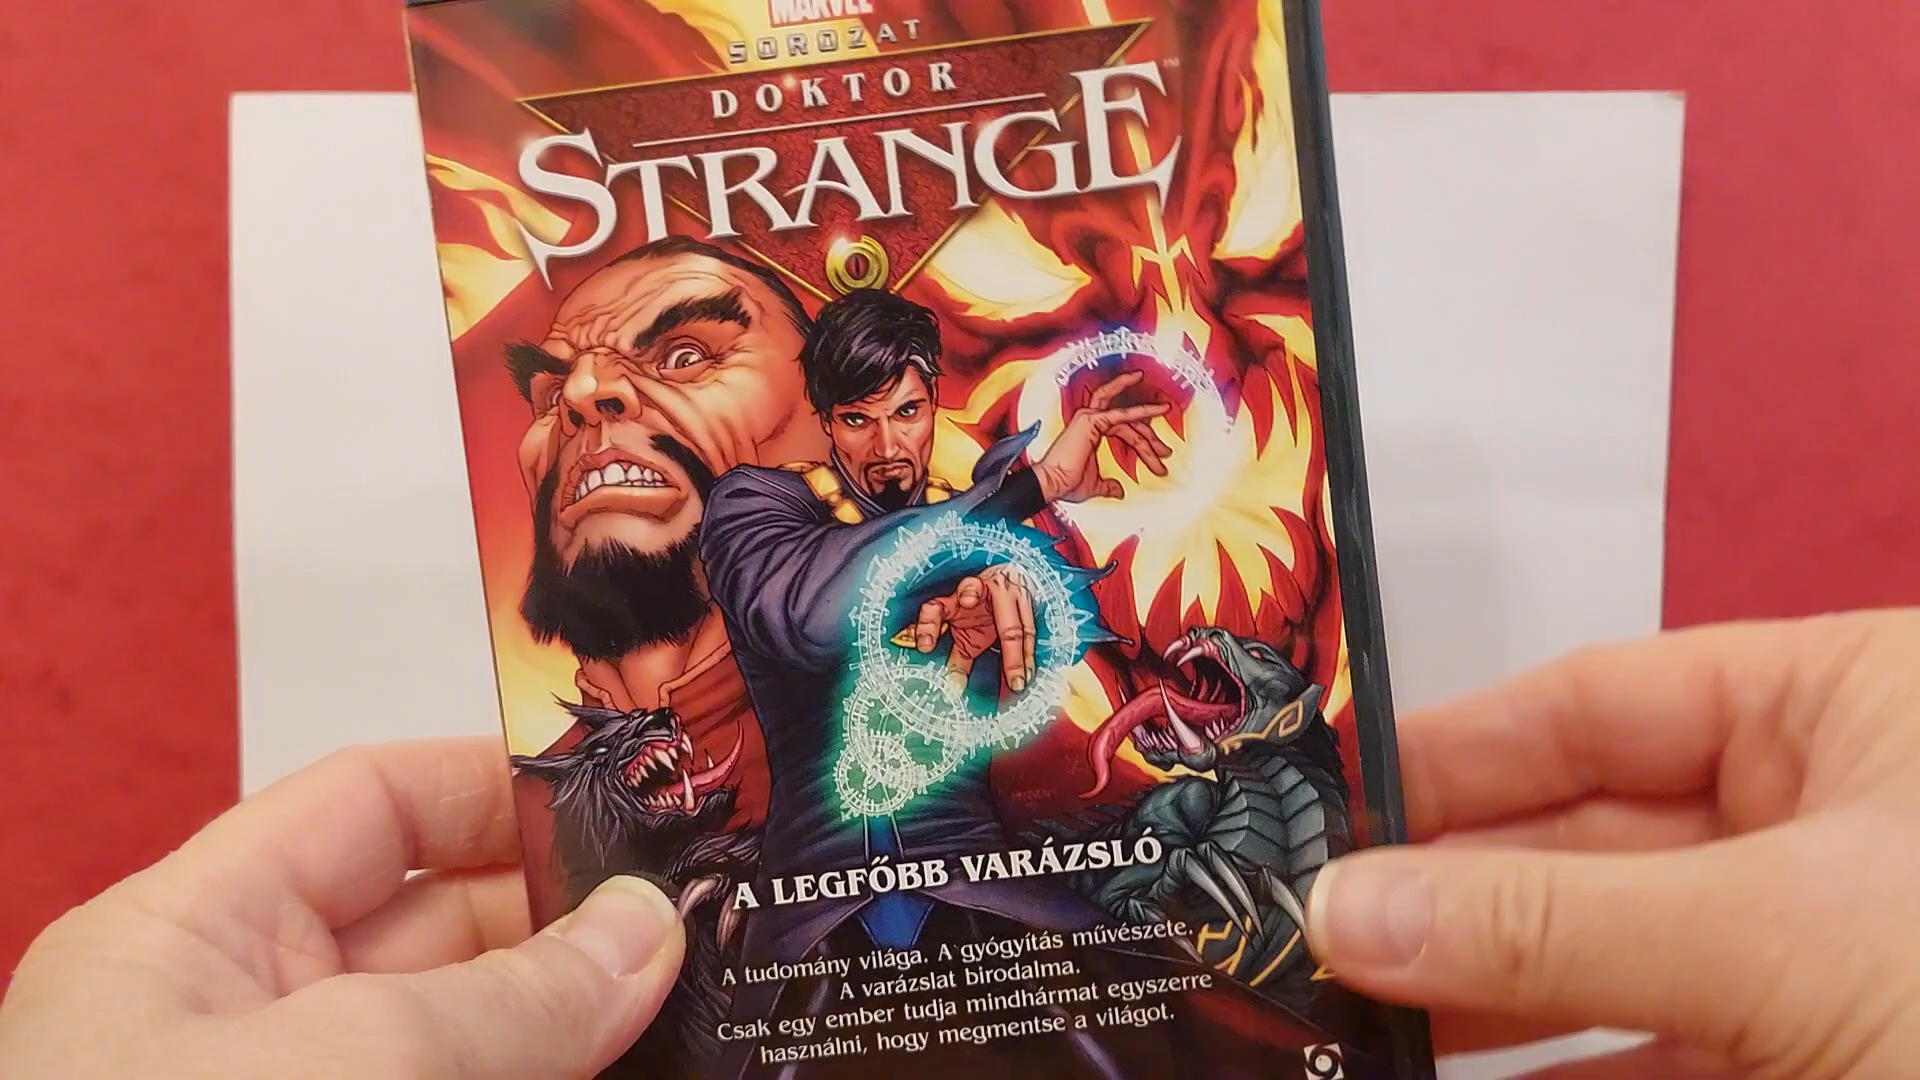 MARVEL
SOROZAT
DOKTOR
STRANGE™
A LEGFŐBB VARÁZSLÓ
A tudomány világa. A gyógyítás művészete.
A varázslat birodalma.
Csak egy ember tudja mindhármat egyszerre
használni, hogy megmentse a világot.